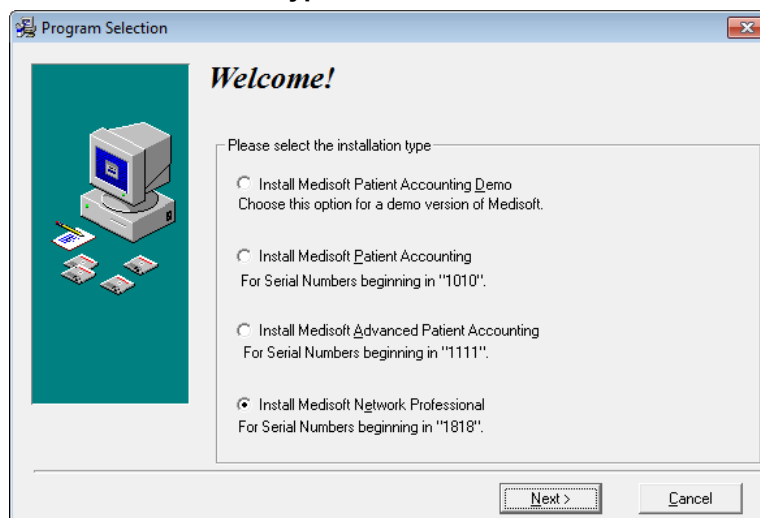 Program Selection
Welcome!
Please select the installation type
Install Medisoft Patient Accounting Demo
Choose this option for a demo version of Medisoft.
Install Medisoft Patient Accounting
For Serial Numbers beginning in "1010".
Install Medisoft Advanced Patient Accounting
For Serial Numbers beginning in "1111".
Install Medisoft Network Professional
For Serial Numbers beginning in "1818".
Next >
Cancel